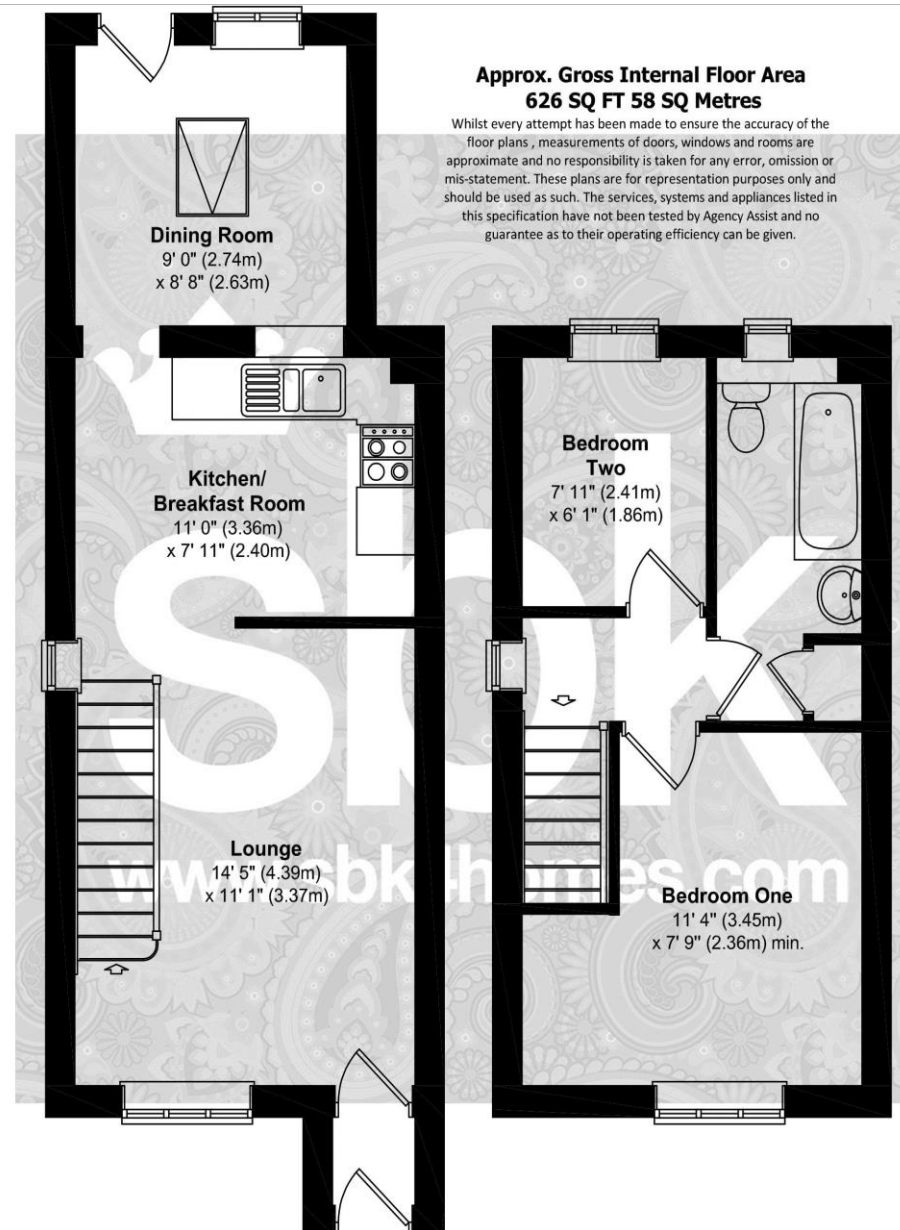 Approx. Gross Internal Floor Area
626 SQ FT 58 SQ Metres
Whilst every attempt has been made to ensure the accuracy of the
floor plans , measurements of doors, windows and rooms are
approximate and no responsibility is taken for any error, omission or
mis-statement. These plans are for representation purposes only and
should be used as such. The services, systems and appliances listed in
this specification have not been tested by Agency Assist and no
guarantee as to their operating efficiency can be given.
Dining Room
9' 0" (2.74m)
x 8' 8" (2.63m)
Kitchen/
Breakfast Room
11' 0" (3.36m)
x 7' 11" (2.40m)
Bedroom
Two
7' 11" (2.41m)
x 6' 1" (1.86m)
sbk
www.sbk4homes.com
Lounge
14' 5" (4.39m)
x 11' 1" (3.37m)
Bedroom One
11' 4" (3.45m)
x 7' 9" (2.36m) min.